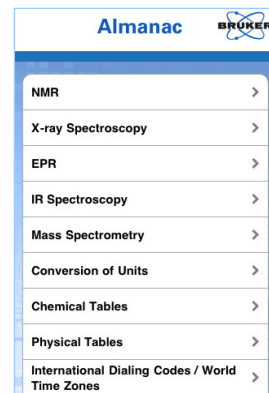 Almanac
BRUKER
NMR
X-ray Spectroscopy
EPR
IR Spectroscopy
Mass Spectrometry
Conversion of Units
Chemical Tables
Physical Tables
International Dialing Codes / World
Time Zones